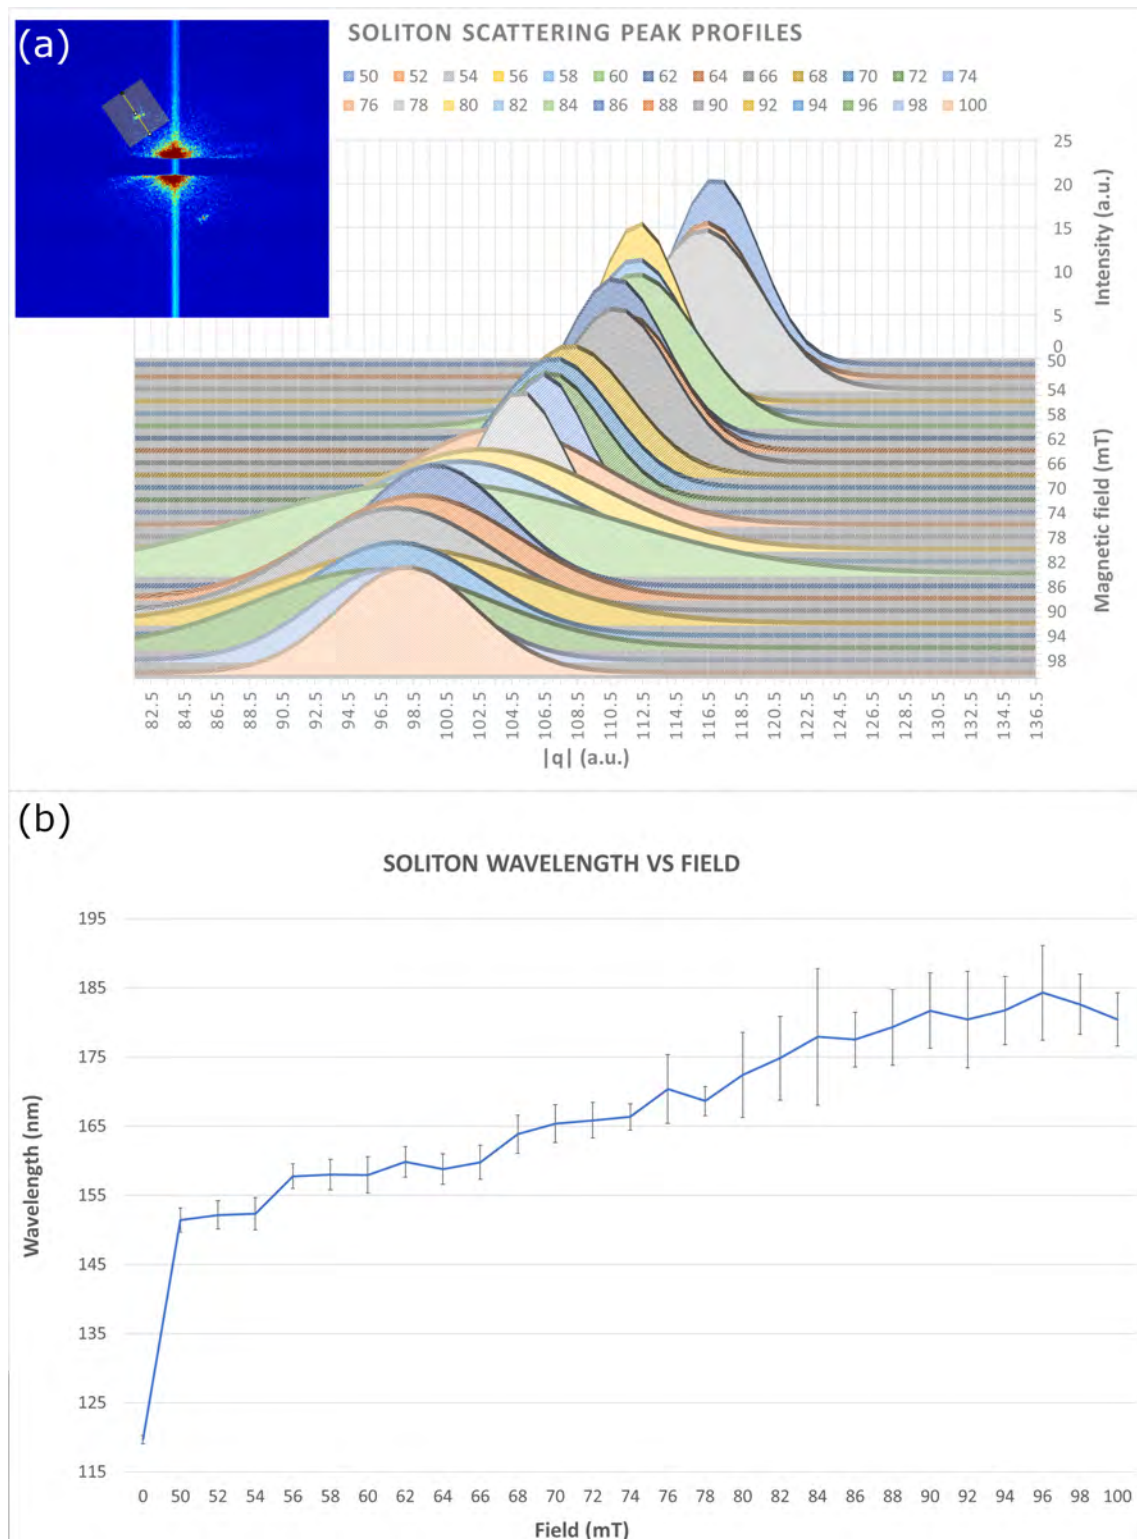 (a)
SOLITON SCATTERING PEAK PROFILES
50 52 54 56 58 60 62 64 66 68 70 72 74
76 78 80 82 84 86 88 90 92 94 96 98 100
25
20
15
10
5
0
Intensity (a.u.)
50
54
58
62
66
70
74
78
82
86
90
94
98
Magnetic field (mT)
82.5 84.5 86.5 88.5 90.5 92.5 94.5 96.5 98.5 100.5 102.5 104.5 106.5 108.5 110.5 112.5 114.5 116.5 118.5 120.5 122.5 124.5 126.5 128.5 130.5 132.5 134.5 136.5
|q| (a.u.)
(b)
SOLITON WAVELENGTH VS FIELD
195
185
175
165
155
145
135
125
115
Wavelength (nm)
0 50 52 54 56 58 60 62 64 66 68 70 72 74 76 78 80 82 84 86 88 90 92 94 96 98 100
Field (mT)